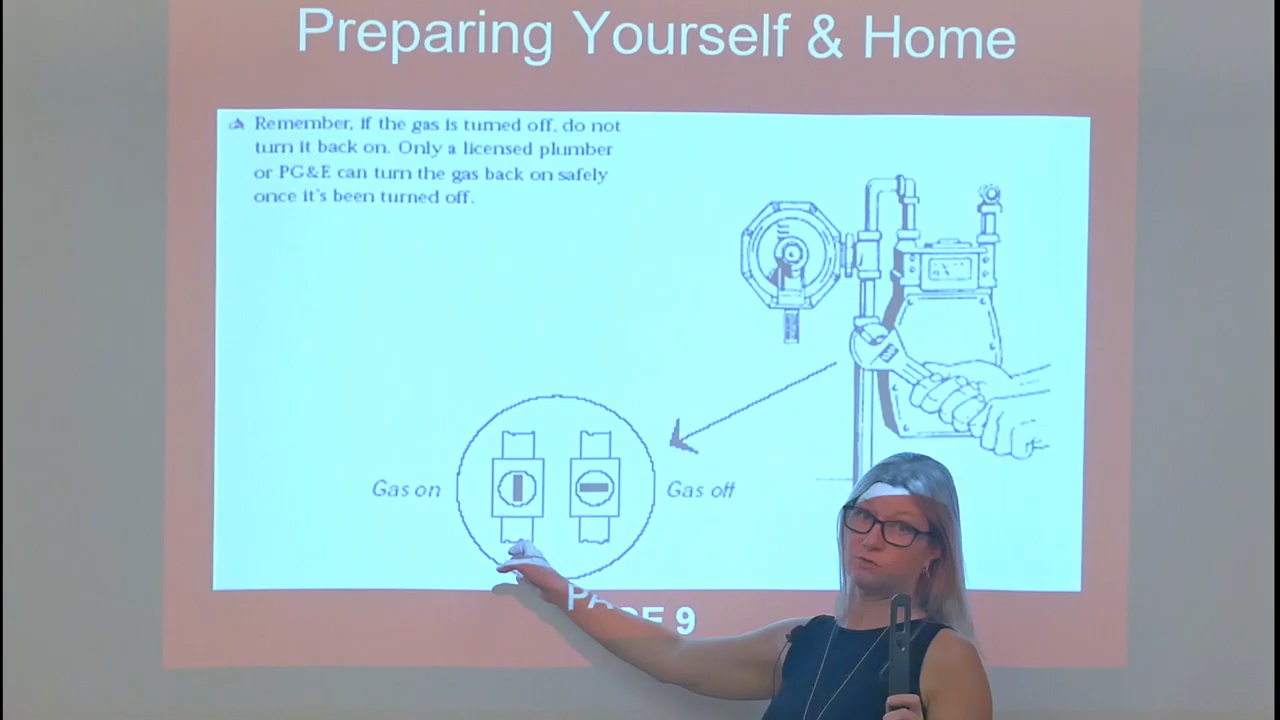 Preparing Yourself & Home
Remember, if the gas is turned off, do not
turn it back on. Only a licensed plumber
or PG&E can turn the gas back on safely
once it's been turned off.
Gas on
Gas off
PAGE 9